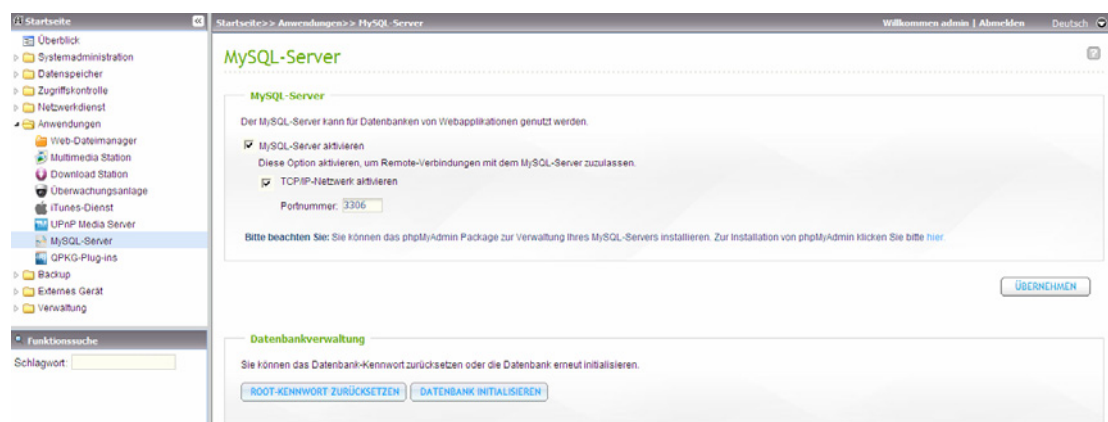 Startseite
Startseite>> Anwendungen>> MySQL-Server
Willkommen admin | Abmelden
Deutsch
Überblick
Systemadministration
Datenspeicher
Zugriffskontrolle
Netzwerkdienst
Anwendungen
Web-Dateimanager
Multimedia Station
Download Station
Überwachungsanlage
iTunes-Dienst
UPnP Media Server
MySQL-Server
QPKG-Plug-ins
Backup
Externes Gerät
Verwaltung
Funktionssuche
Schlagwort:
MySQL-Server
MySQL-Server
Der MySQL-Server kann für Datenbanken von Webapplikationen genutzt werden.
MySQL-Server aktivieren
Diese Option aktivieren, um Remote-Verbindungen mit dem MySQL-Server zuzulassen.
TCP/IP-Netzwerk aktivieren
Portnummer: 3306
Bitte beachten Sie: Sie können das phpMyAdmin Package zur Verwaltung Ihres MySQL-Servers installieren. Zur Installation von phpMyAdmin klicken Sie bitte hier.
ÜBERNEHMEN
Datenbankverwaltung
Sie können das Datenbank-Kennwort zurücksetzen oder die Datenbank erneut initialisieren.
ROOT-KENNWORT ZURÜCKSETZEN
DATENBANK INITIALISIEREN